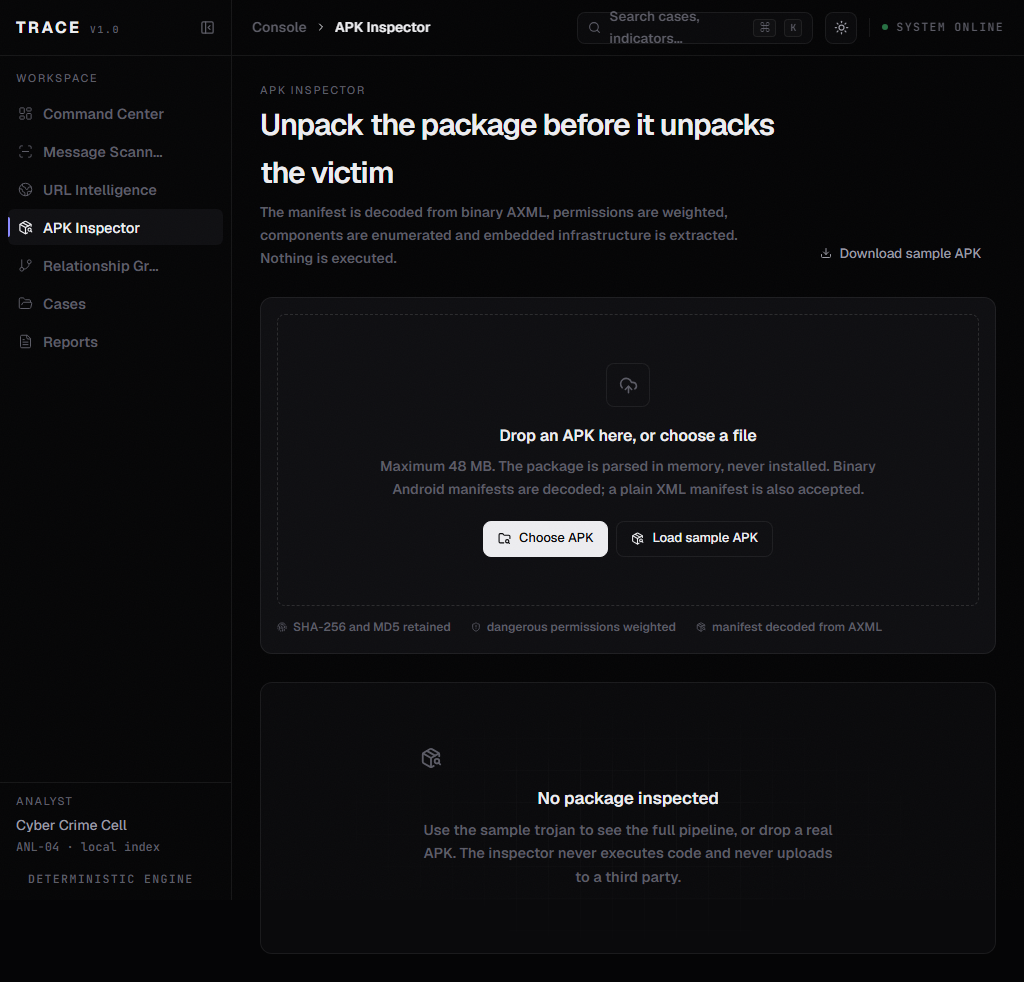 TRACE V1.0
WORKSPACE
Command Center
Message Scann...
URL Intelligence
APK Inspector
Relationship Gr...
Cases
Reports
ANALYST
Cyber Crime Cell
ANL-04 · local index
DETERMINISTIC ENGINE
Console > APK Inspector
Search cases,
indicators...
⌘ K
SYSTEM ONLINE
APK INSPECTOR
Unpack the package before it unpacks
the victim
The manifest is decoded from binary AXML, permissions are weighted,
components are enumerated and embedded infrastructure is extracted.
Nothing is executed.
Download sample APK
Drop an APK here, or choose a file
Maximum 48 MB. The package is parsed in memory, never installed. Binary
Android manifests are decoded; a plain XML manifest is also accepted.
Choose APK
Load sample APK
SHA-256 and MD5 retained
dangerous permissions weighted
manifest decoded from AXML
No package inspected
Use the sample trojan to see the full pipeline, or drop a real
APK. The inspector never executes code and never uploads
to a third party.